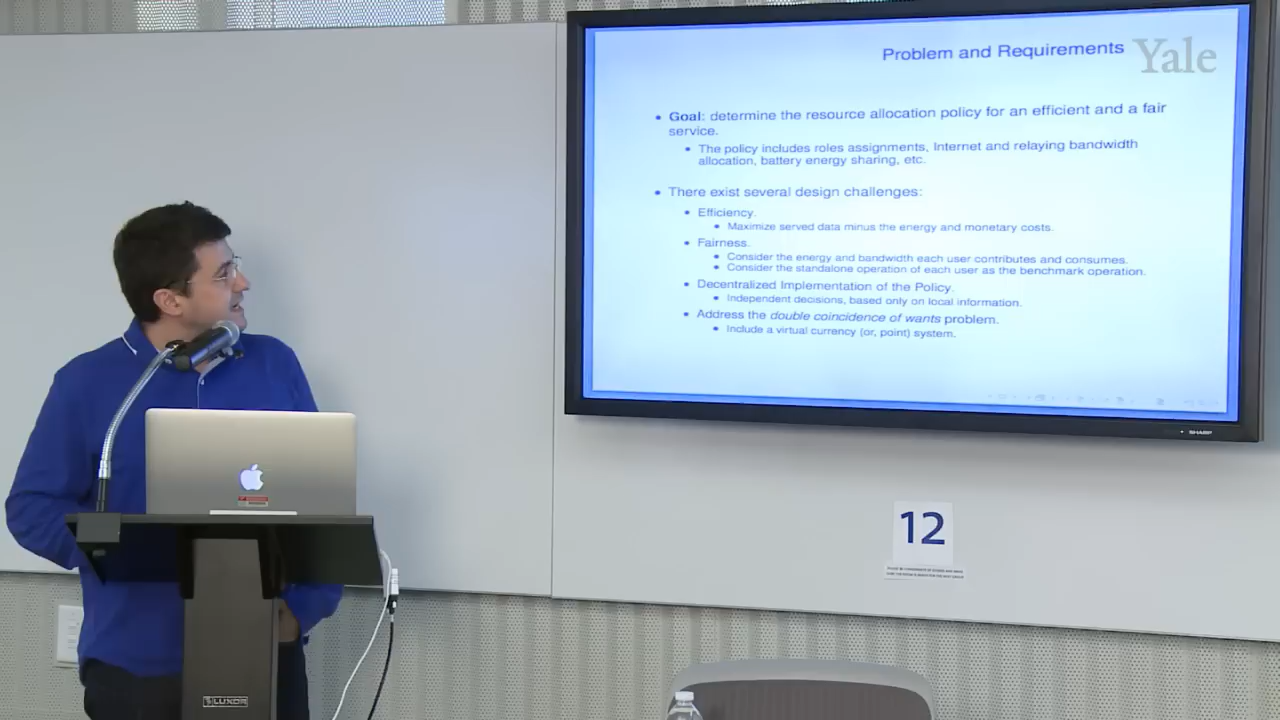 Problem and Requirements
Yale
• Goal: determine the resource allocation policy for an efficient and a fair
service.
• The policy includes roles assignments, Internet and relaying bandwidth
allocation, battery energy sharing, etc.
• There exist several design challenges:
• Efficiency.
• Maximize served data minus the energy and monetary costs.
• Fairness.
• Consider the energy and bandwidth each user contributes and consumes.
• Consider the standalone operation of each user as the benchmark operation.
• Decentralized Implementation of the Policy.
• Independent decisions, based only on local information.
• Address the double coincidence of wants problem.
• Include a virtual currency (or, point) system.
SHARP
12
LUXOR